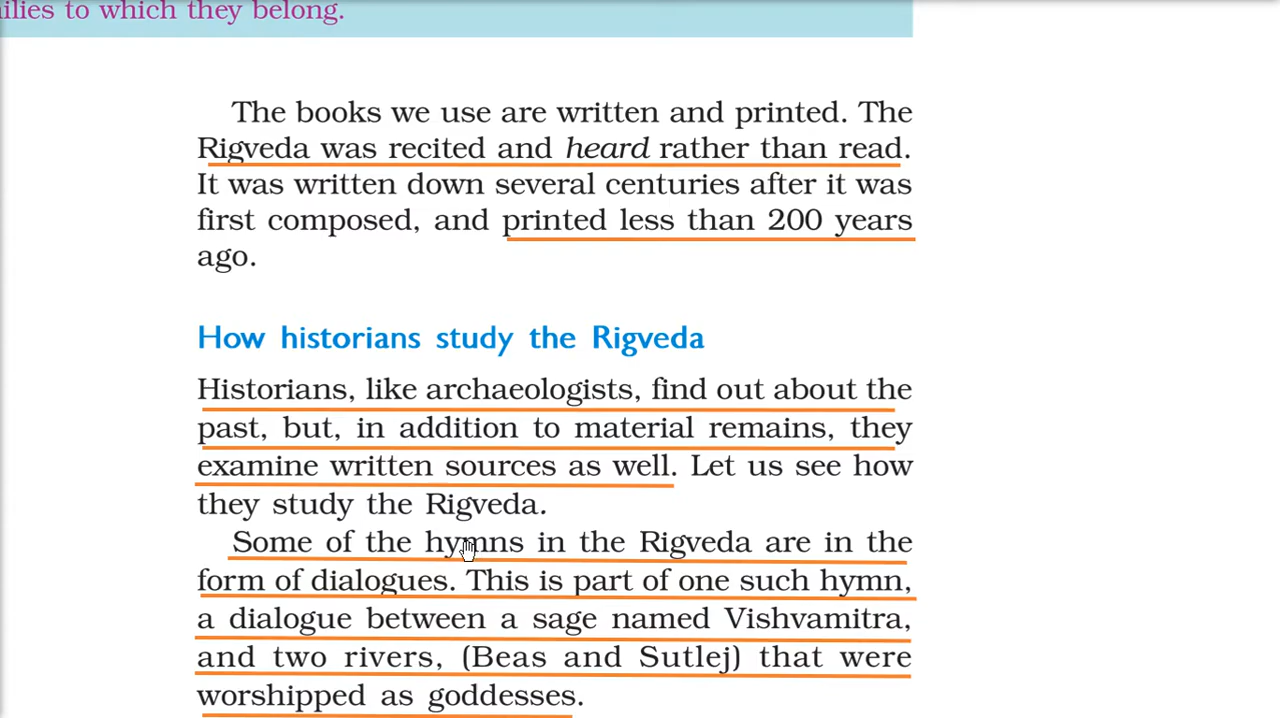 ilies to which they belong.
The books we use are written and printed. The
Rigveda was recited and heard rather than read.
It was written down several centuries after it was
first composed, and printed less than 200 years
ago.
How historians study the Rigveda
Historians, like archaeologists, find out about the
past, but, in addition to material remains, they
examine written sources as well. Let us see how
they study the Rigveda.
Some of the hymns in the Rigveda are in the
form of dialogues. This is part of one such hymn,
a dialogue between a sage named Vishvamitra,
and two rivers, (Beas and Sutlej) that were
worshipped as goddesses.